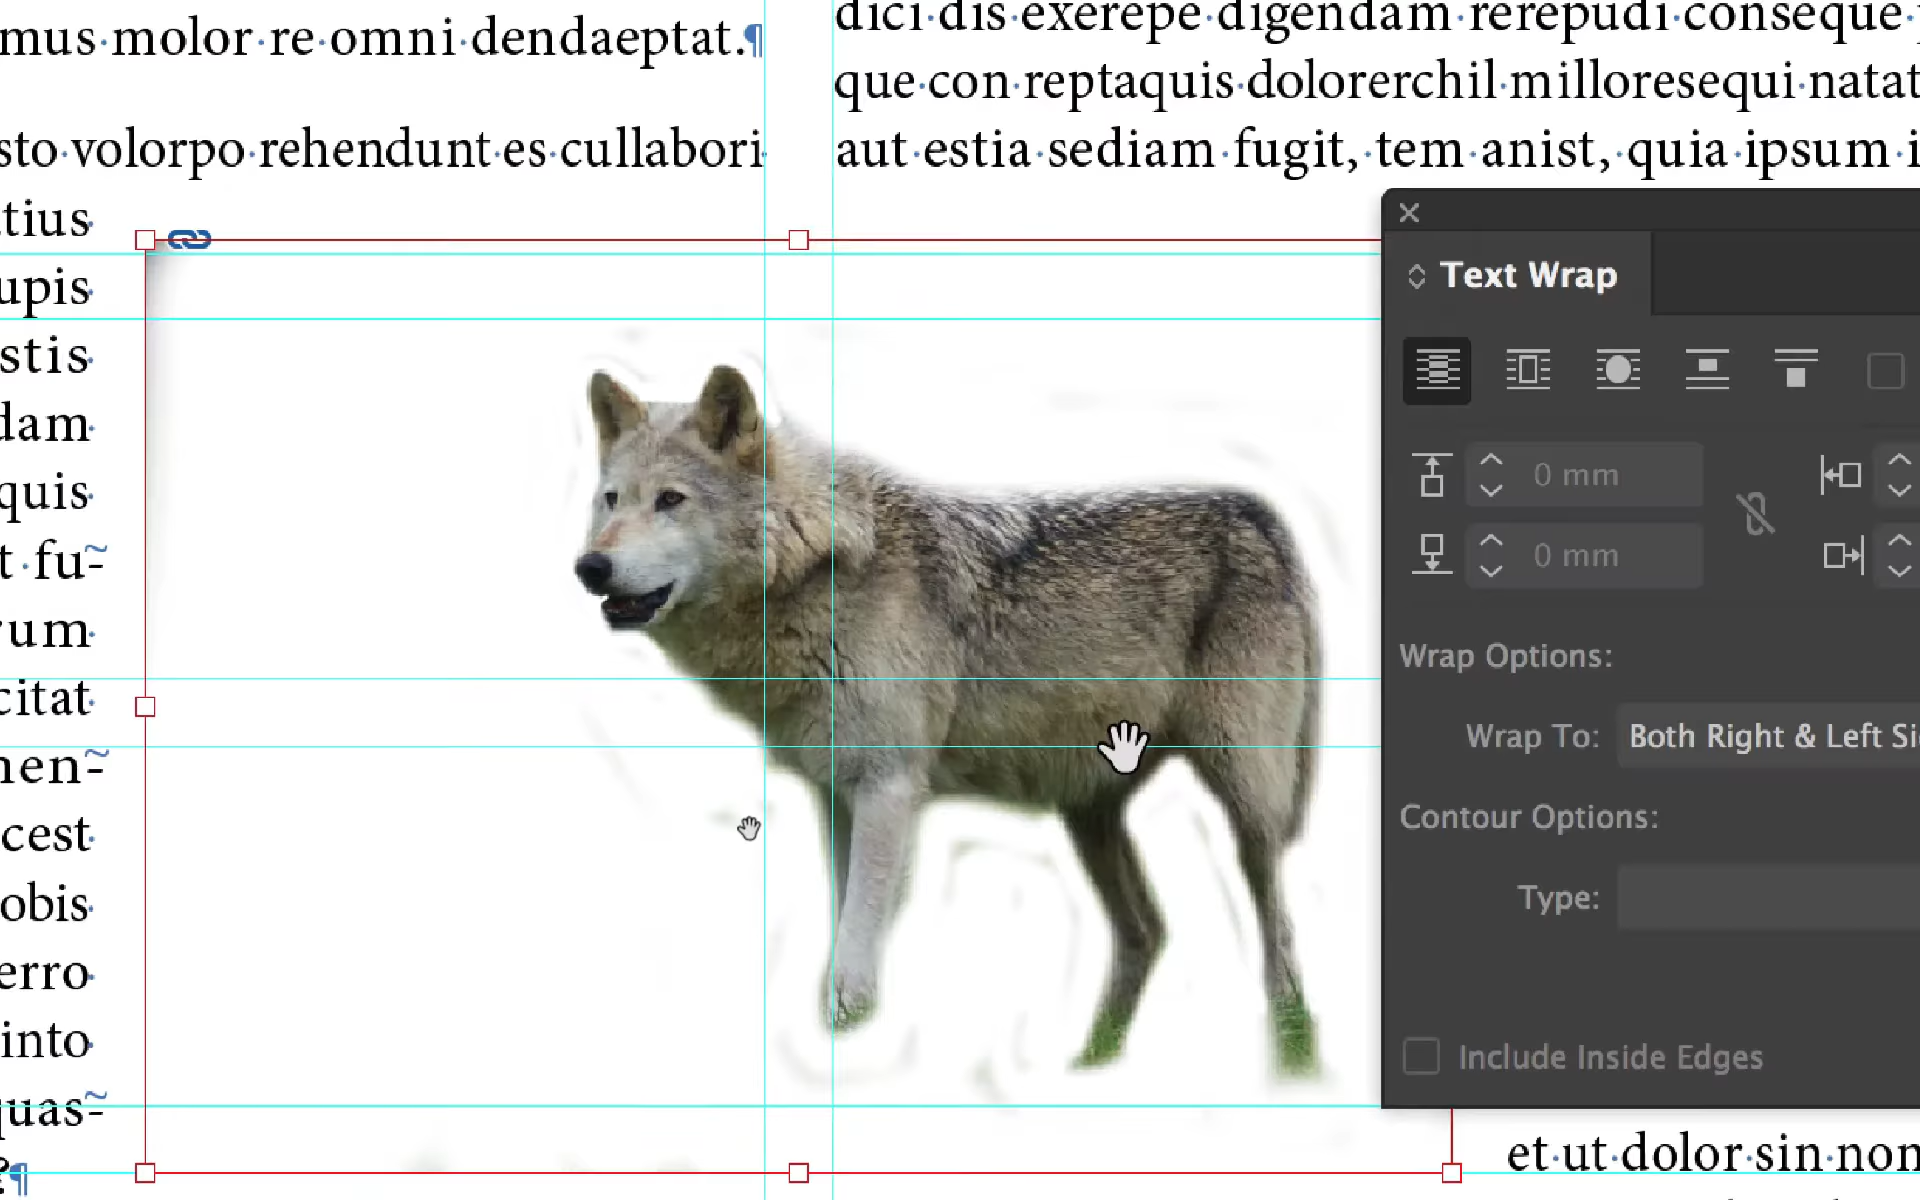 mus molor re omni dendaeptat.¶
sto volorpo rehendunt es cullabori
tius
upis
stis
dam
quis
t fu-
rum
citat
nen-
cest
obis
erro
into
quas-
?¶
dici dis exerepe digendam rerepudi conseque
que con reptaquis dolorerchil milloresequi natat
aut estia sediam fugit, tem anist, quia ipsum i
et ut dolor sin non
Text Wrap
0 mm
0 mm
Wrap Options:
Wrap To: Both Right & Left Si
Contour Options:
Type:
Include Inside Edges